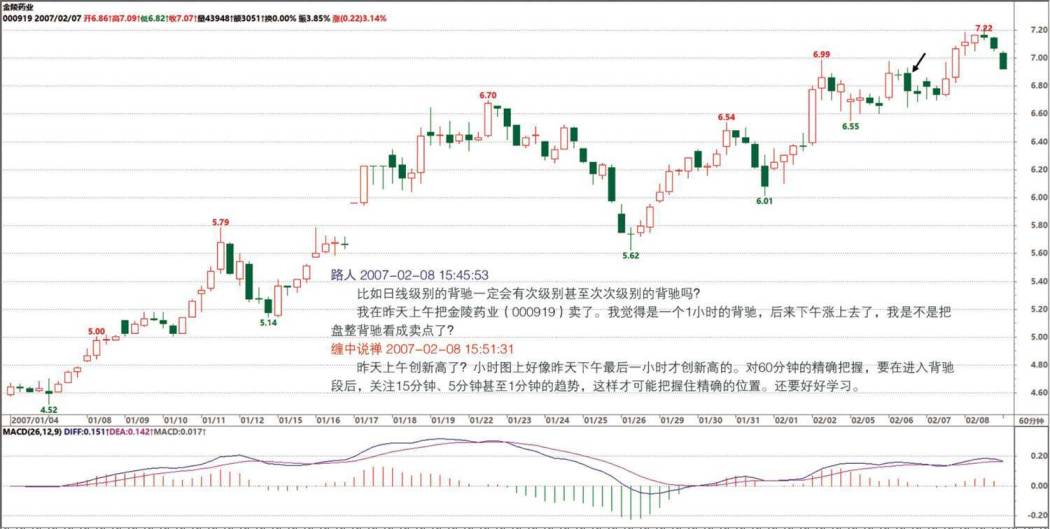 金陵药业
000919 2007/02/07 开6.86↑高7.09↑低6.82↑收7.07↑量43948↑额3051↑换0.00% 振3.85% 涨(0.22)3.14%
7.22
7.20
6.99
7.00
6.80
6.70
6.60
6.55
6.54
6.40
6.20
6.01
6.00
5.79
5.80
5.62
5.60
路人 2007-02-08 15:45:53
比如日线级别的背驰一定会有次级别甚至次次级别的背驰吗?
我在昨天上午把金陵药业(000919)卖了。我觉得是一个1小时的背驰,后来下午涨上去了,我是不是把
盘整背驰看成卖点了?
缠中说禅 2007-02-08 15:51:31
昨天上午创新高了?小时图上好像昨天下午最后一小时才创新高的。对60分钟的精确把握,要在进入背驰
段后,关注15分钟、5分钟甚至1分钟的趋势,这样才可能把握住精确的位置。还要好好学习。
5.40
5.20
5.14
5.00
5.00
4.80
4.60
4.52
2007/01/04 01/08 01/09 01/10 01/11 01/12 01/15 01/16 01/17 01/18 01/19 01/22 01/23 01/24 01/25 01/26 01/29 01/30 01/31 02/01 02/02 02/05 02/06 02/07 02/08 60分钟
MACD(26,12,9) DIFF:0.151↑DEA:0.142↑MACD:0.017↑
0.20
0.00
-0.20